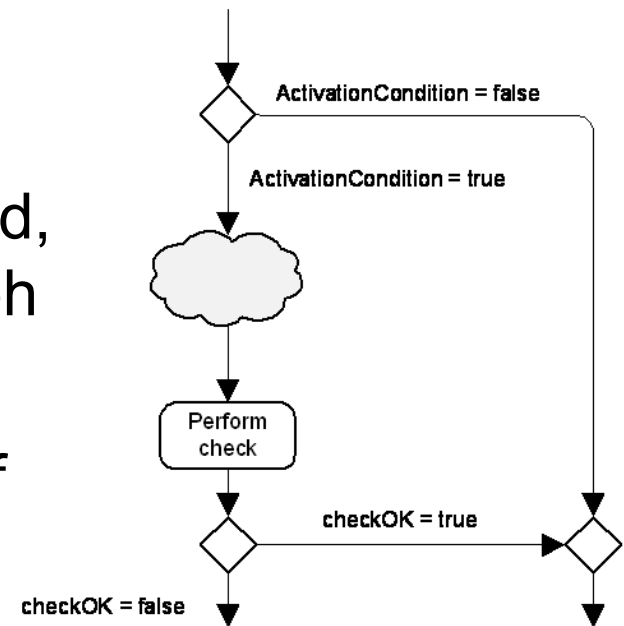 ActivationCondition = false
ActivationCondition = true
d,
h
Perform
check
f
checkOK = true
checkOK = false